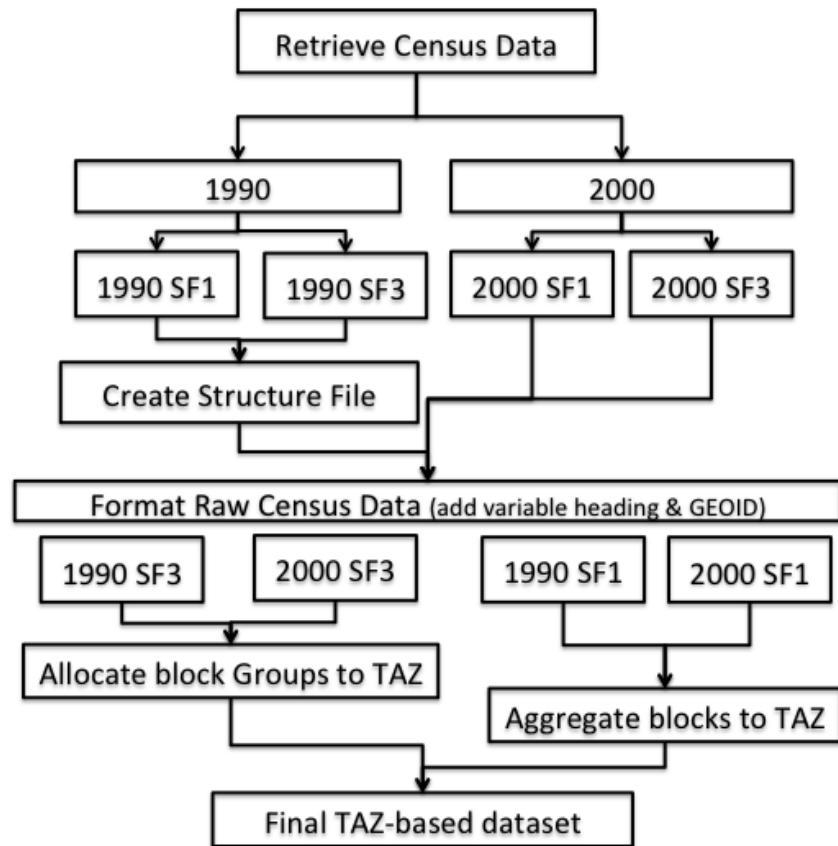 Retrieve Census Data
1990
2000
1990 SF1
1990 SF3
2000 SF1
2000 SF3
Create Structure File
Format Raw Census Data (add variable heading & GEOID)
1990 SF3
2000 SF3
1990 SF1
2000 SF1
Allocate block Groups to TAZ
Aggregate blocks to TAZ
Final TAZ-based dataset